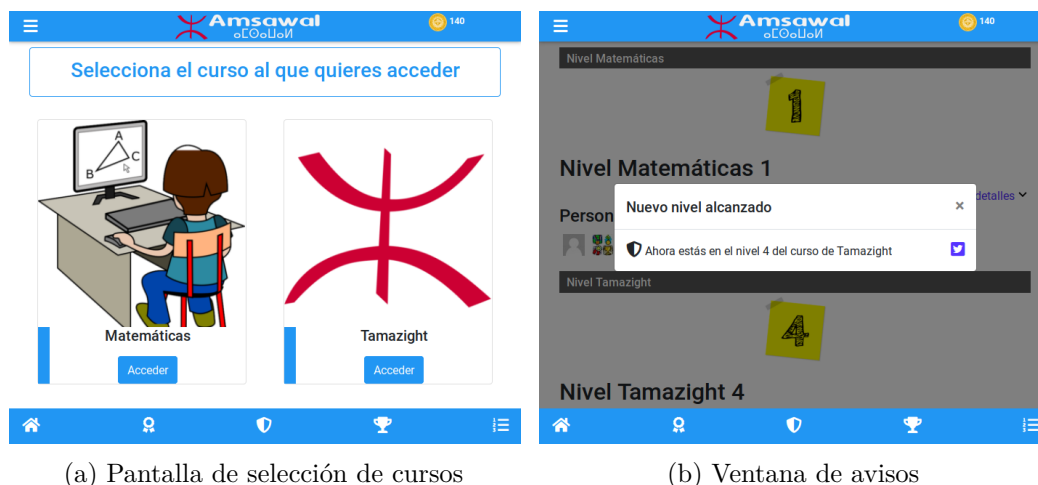 Amsawal
ⴰⵎⵙⴰⵡⴰⵍ
140
Selecciona el curso al que quieres acceder
A
B
C
Matemáticas
Acceder
Tamazight
Acceder
(a) Pantalla de selección de cursos
Amsawal
ⴰⵎⵙⴰⵡⴰⵍ
140
Nivel Matemáticas
1
Nivel Matemáticas 1
detalles
Person
Nuevo nivel alcanzado ×
Ahora estás en el nivel 4 del curso de Tamazight
Nivel Tamazight
4
Nivel Tamazight 4
(b) Ventana de avisos